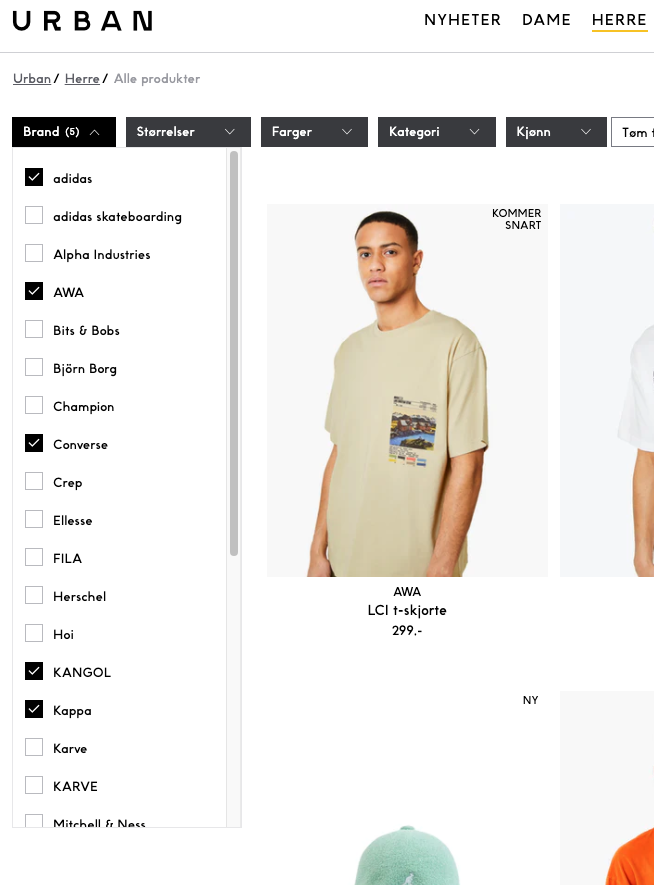 URBAN
NYHETER DAME HERRE
Urban / Herre / Alle produkter
Brand (5) Størrelser Farger Kategori Kjønn Tøm
adidas
adidas skateboarding
Alpha Industries
AWA
Bits & Bobs
Björn Borg
Champion
Converse
Crep
Ellesse
FILA
Herschel
Hoi
KANGOL
Kappa
Karve
KARVE
Mitchell & Ness
KOMMER
SNART
AWA
LCI t-skjorte
299.-
NY